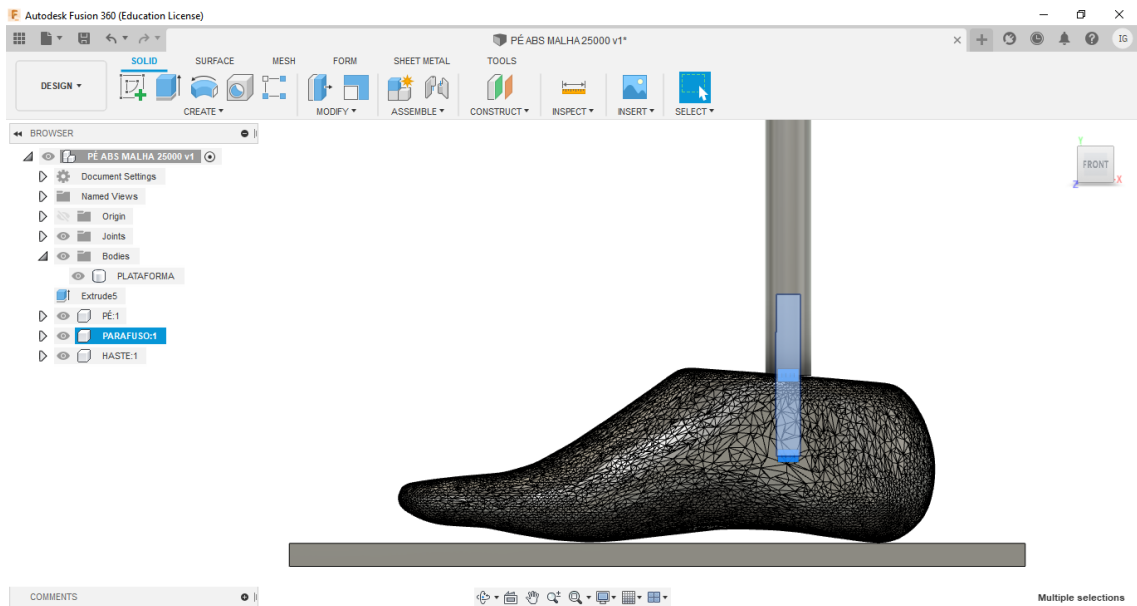 F Autodesk Fusion 360 (Education License)
PÉ ABS MALHA 25000 v1*
IG
DESIGN
SOLID SURFACE MESH FORM SHEET METAL TOOLS
CREATE MODIFY ASSEMBLE CONSTRUCT INSPECT INSERT SELECT
BROWSER
PÉ ABS MALHA 25000 v1
Document Settings
Named Views
Origin
Joints
Bodies
PLATAFORMA
Extrude5
PÉ:1
PARAFUSO:1
HASTE:1
Y
FRONT
Z X
COMMENTS
Multiple selections